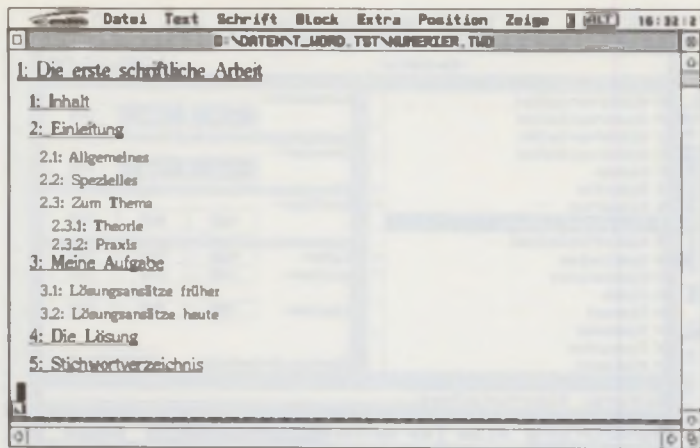 Datei Text Schrift Block Extra Position Zeige ALT 16:32:2
D:\DATEN\T_WORD.TST\NUMERIER.TWD
1: Die erste schriftliche Arbeit
1: Inhalt
2: Einleitung
2.1: Allgemeines
2.2: Spezielles
2.3: Zum Thema
2.3.1: Theorie
2.3.2: Praxis
3: Meine Aufgabe
3.1: Lösungsansätze früher
3.2: Lösungsansätze heute
4: Die Lösung
5: Stichwortverzeichnis